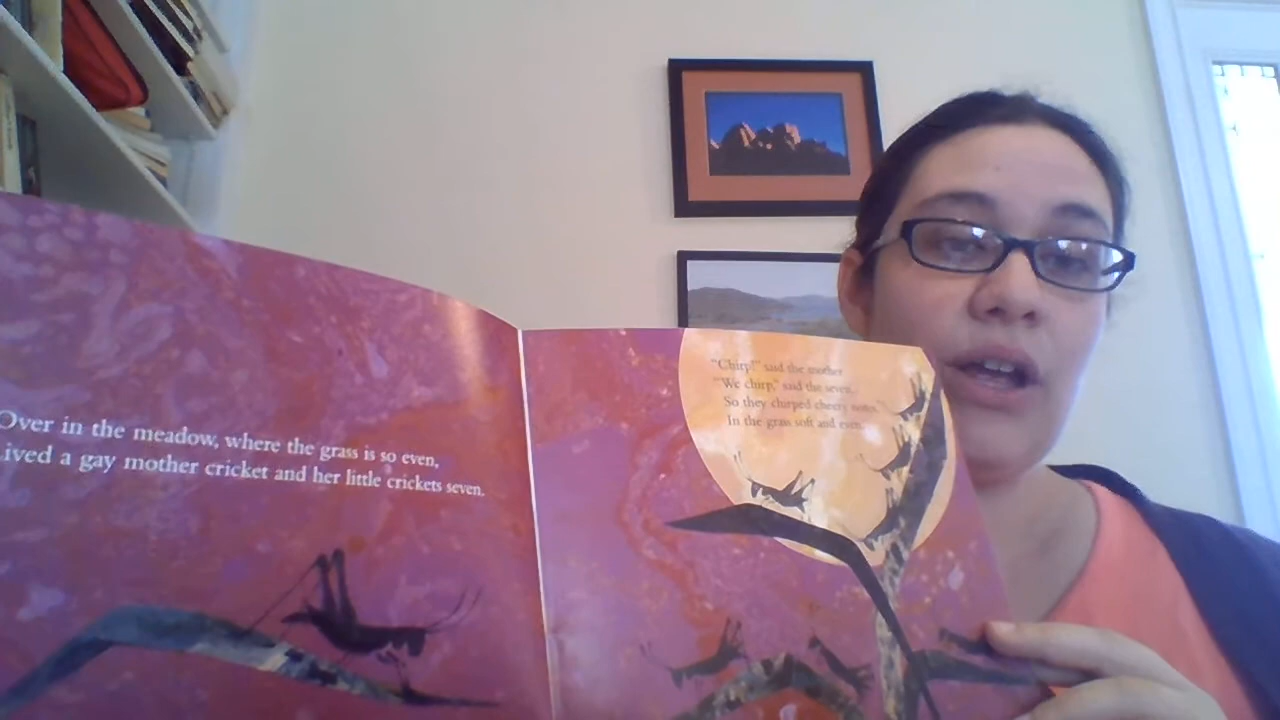 Over in the meadow, where the grass is so even,
ived a gay mother cricket and her little crickets seven.
"Chirp!" said the mother
"We chirp," said the seven.
So they chirped cheery notes
In the grass soft and even.